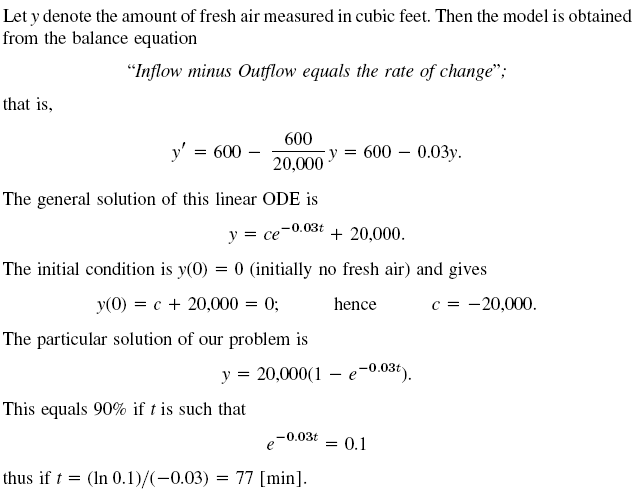 Let y denote the amount of fresh air measured in cubic feet. Then the model is obtained
from the balance equation
“Inflow minus Outflow equals the rate of change”;
that is,
y′ = 600 − 600/20,000 y = 600 − 0.03y.
The general solution of this linear ODE is
y = ce^−0.03t + 20,000.
The initial condition is y(0) = 0 (initially no fresh air) and gives
y(0) = c + 20,000 = 0; hence c = −20,000.
The particular solution of our problem is
y = 20,000(1 − e^−0.03t).
This equals 90% if t is such that
e^−0.03t = 0.1
thus if t = (ln 0.1)/(−0.03) = 77 [min].